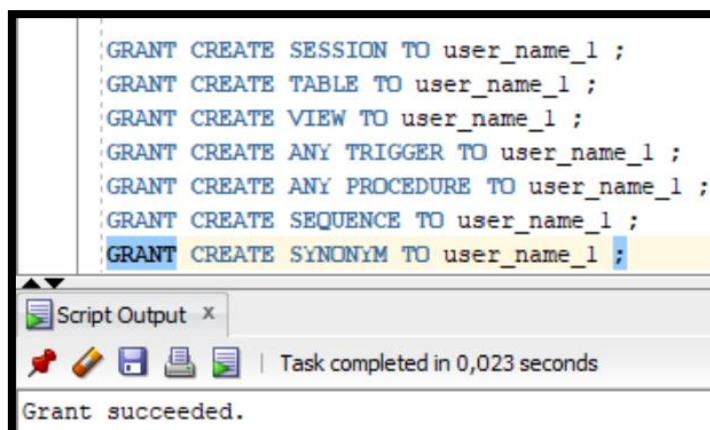 GRANT CREATE SESSION TO user_name_1 ;
GRANT CREATE TABLE TO user_name_1 ;
GRANT CREATE VIEW TO user_name_1 ;
GRANT CREATE ANY TRIGGER TO user_name_1 ;
GRANT CREATE ANY PROCEDURE TO user_name_1 ;
GRANT CREATE SEQUENCE TO user_name_1 ;
GRANT CREATE SYNONYM TO user_name_1 ;
Script Output x
Task completed in 0,023 seconds
Grant succeeded.